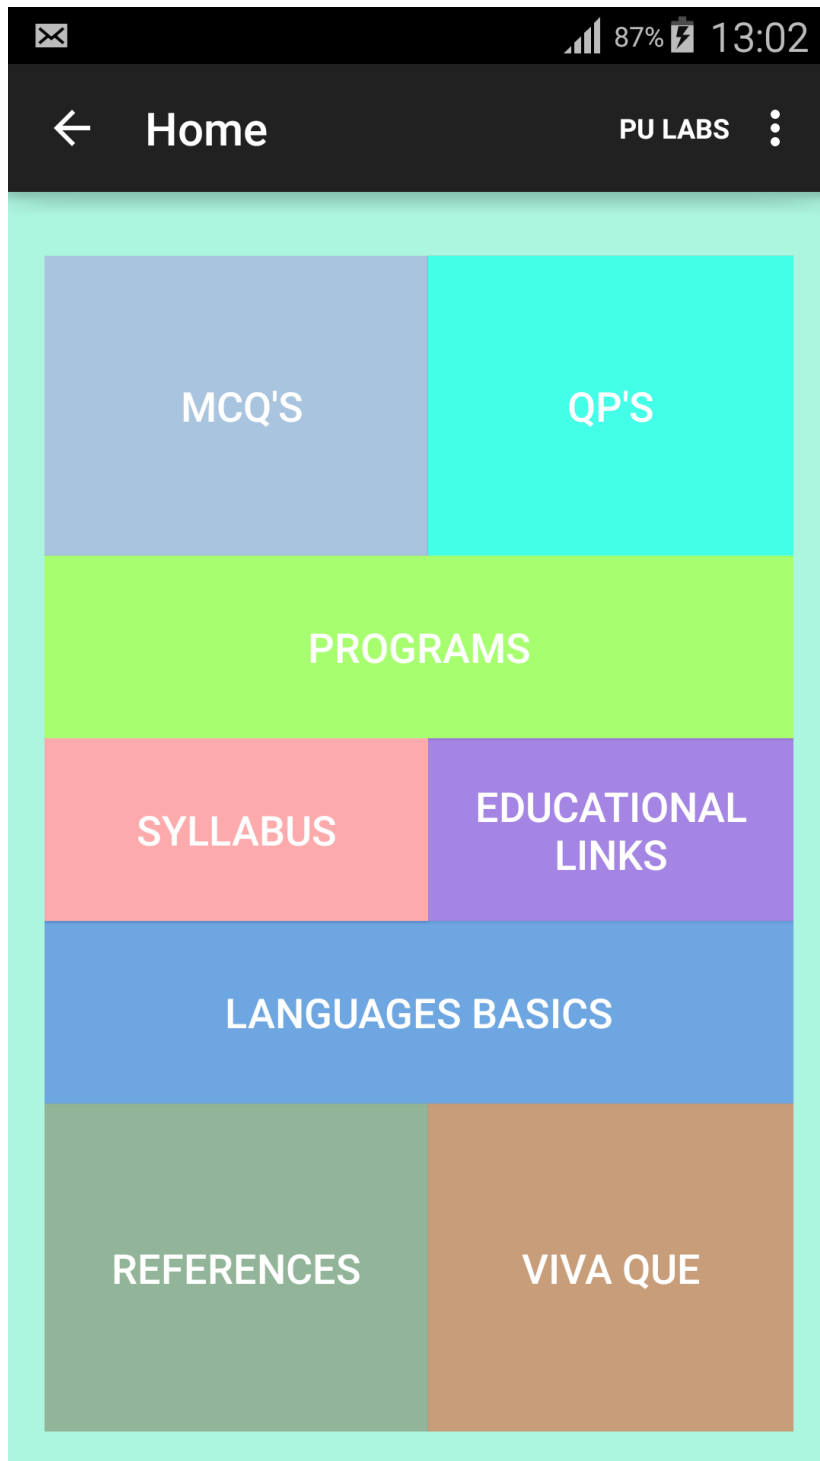 87% 13:02
Home PU LABS
MCQ'S QP'S
PROGRAMS
SYLLABUS
EDUCATIONAL
LINKS
LANGUAGES BASICS
REFERENCES VIVA QUE